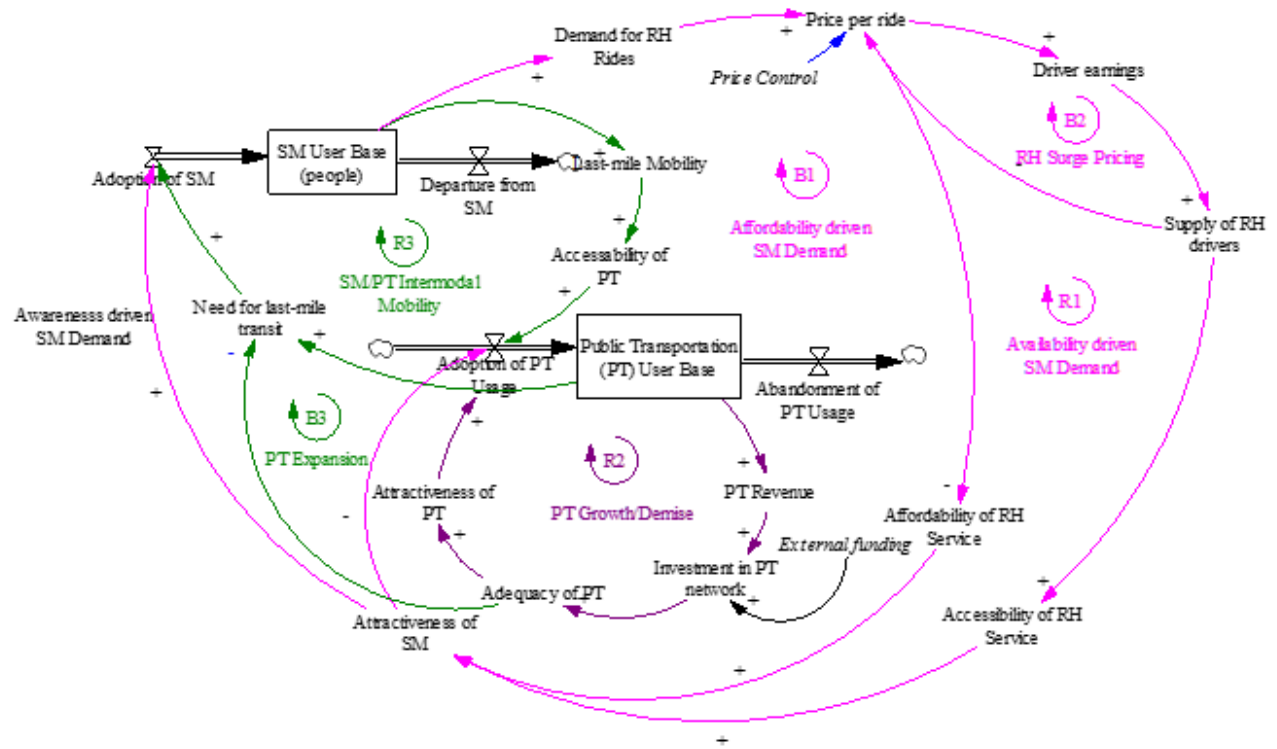 Demand for RH
Rides
+
Price per ride
+
Driver earnings
+
Price Control
B2
RH Surge Pricing
+
SM User Base
(people)
Adoption of SM
Departure from
SM
+
Last-mile Mobility
B1
Affordability driven
SM Demand
+
Supply of RH
drivers
+
R3
SM/PT Intermodal
Mobility
+
Accessability of
PT
+
Need for last-mile
transit
+
Awarenesss driven
SM Demand
-
+
R1
Availability driven
SM Demand
Adoption of PT
Usage
Public Transportation
(PT) User Base
Abandonment of
PT Usage
B3
PT Expansion
+
R2
PT Growth/Demise
Attractiveness of
PT
+
PT Revenue
+
-
Affordability of RH
Service
-
External funding
+
Investment in PT
network
+
Adequacy of PT
+
Attractiveness of
SM
+
Accessibility of RH
Service
+
+